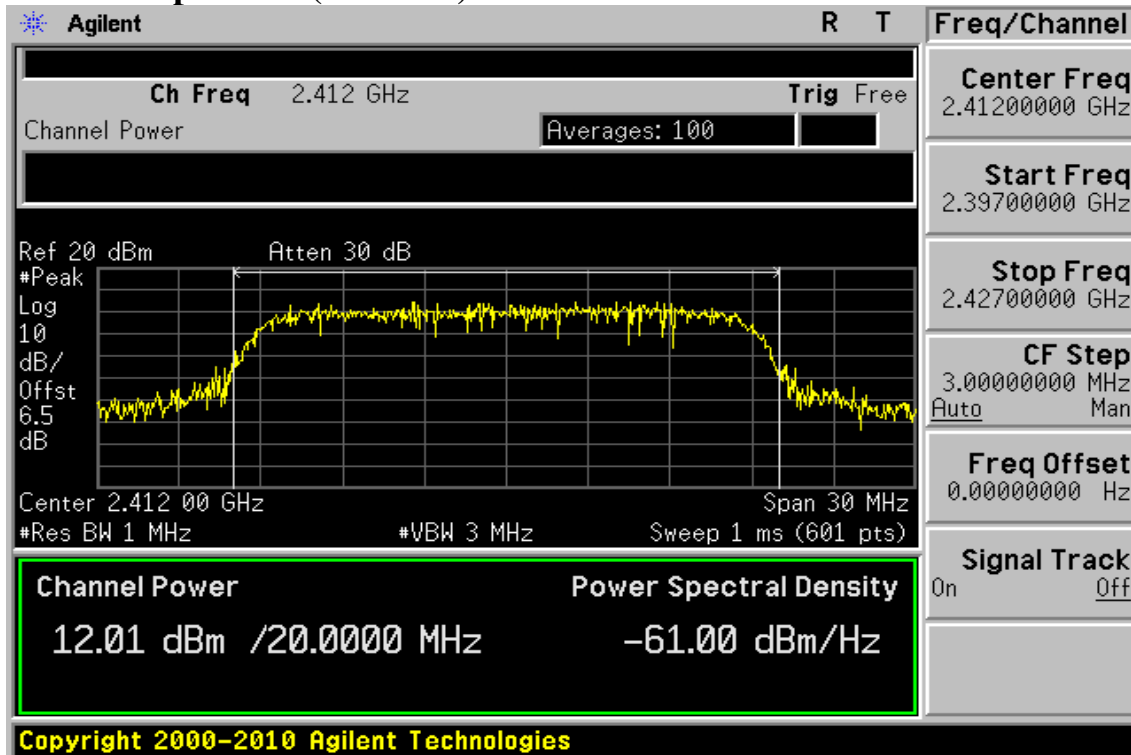 Agilent R T
Ch Freq 2.412 GHz Trig Free
Channel Power Averages: 100
Ref 20 dBm Atten 30 dB
#Peak
Log
10
dB/
Offst
6.5
dB
Center 2.412 00 GHz Span 30 MHz
#Res BW 1 MHz #VBW 3 MHz Sweep 1 ms (601 pts)
Channel Power Power Spectral Density
12.01 dBm /20.0000 MHz -61.00 dBm/Hz
Freq/Channel
Center Freq
2.41200000 GHz
Start Freq
2.39700000 GHz
Stop Freq
2.42700000 GHz
CF Step
3.00000000 MHz
Auto Man
Freq Offset
0.00000000 Hz
Signal Track
On Off
Copyright 2000-2010 Agilent Technologies